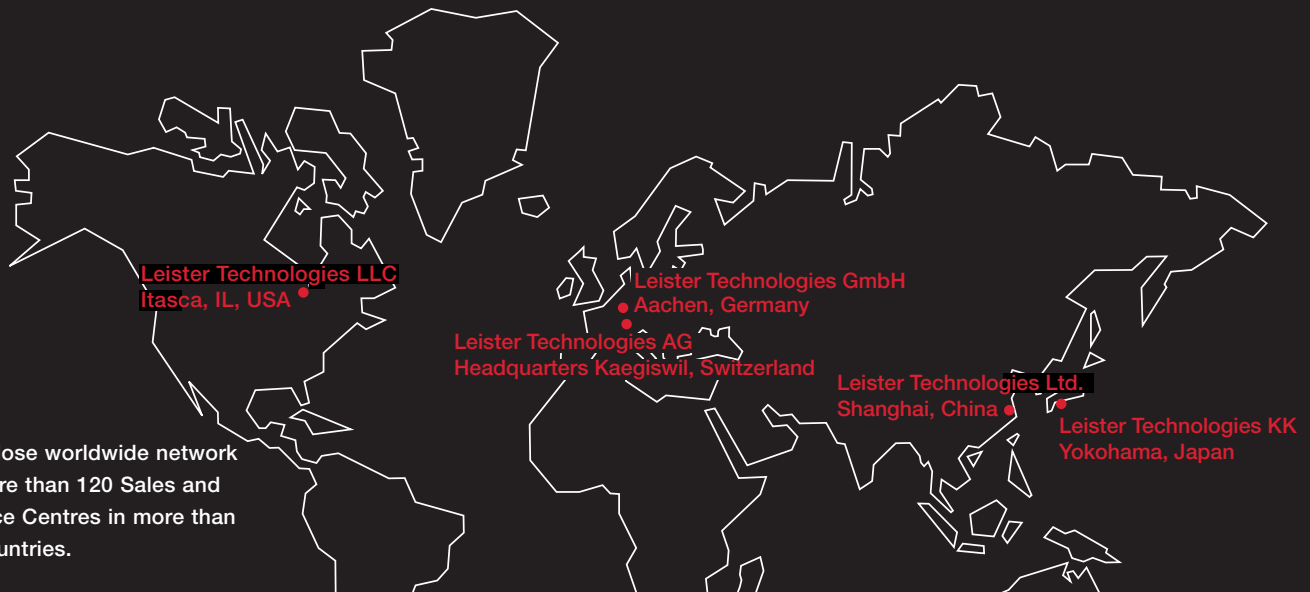 Leister Technologies LLC
Itasca, IL, USA
Leister Technologies GmbH
Aachen, Germany
Leister Technologies AG
Headquarters Kaegiswil, Switzerland
Leister Technologies Ltd.
Shanghai, China
Leister Technologies KK
Yokohama, Japan
lose worldwide network
re than 120 Sales and
ce Centres in more than
untries.